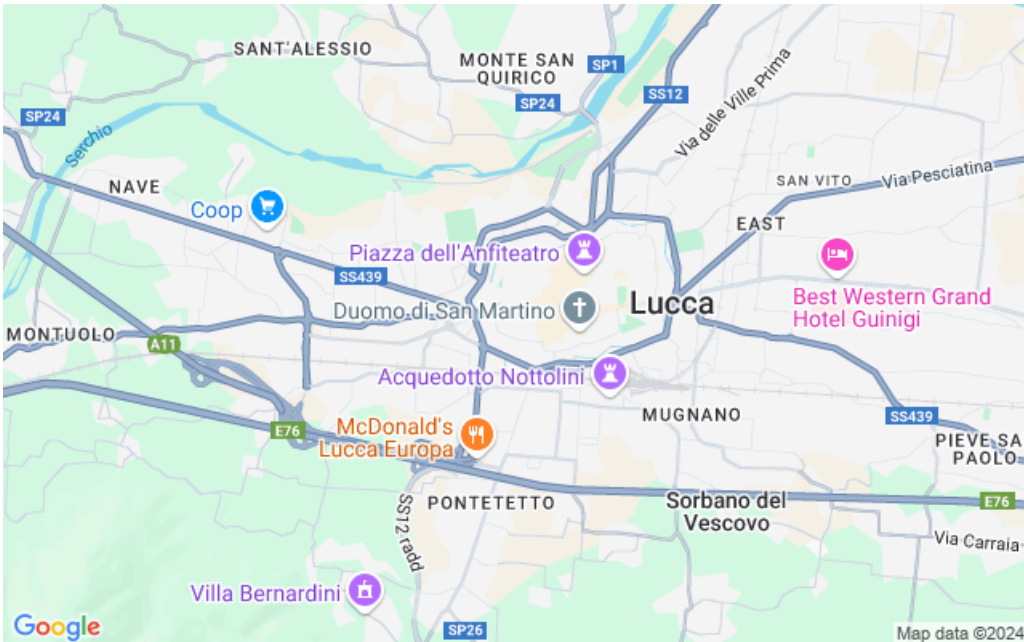 SANT'ALESSIO
MONTE SAN
QUIRICO
SP1
SP24
SS12
SP24
Serchio
Via delle Ville Prima
NAVE
SAN VITO
Via Pesciatina
Coop
EAST
Piazza dell'Anfiteatro
SS439
Duomo di San Martino
Lucca
Best Western Grand
Hotel Guinigi
MONTUOLO
A11
Acquedotto Nottolini
MUGNANO
SS439
McDonald's
Lucca Europa
E76
PIEVE SA
PAOLO
PONTETETTO
Sorbano del
Vescovo
E76
SS12 radd
Via Carraia
Villa Bernardini
SP26
Google
Map data ©2024